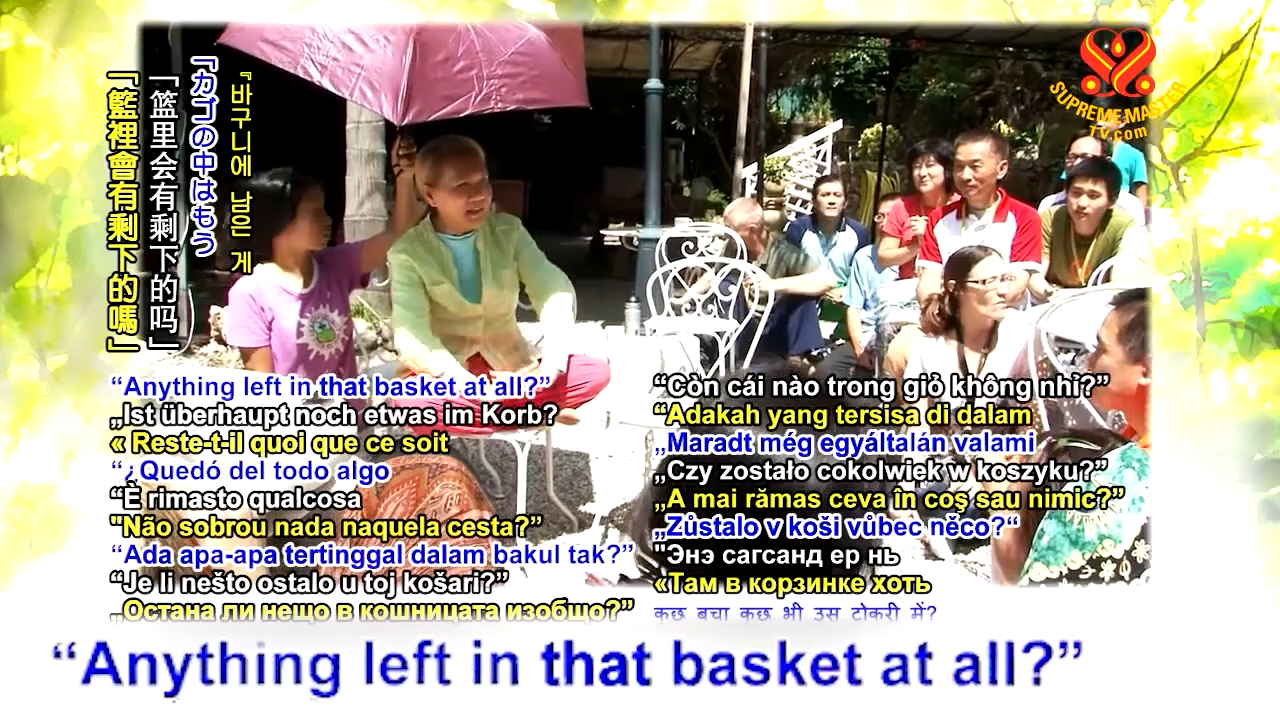 SUPREME MASTER
TV.com
「籃裡會有剩下的嗎」
「篮里会有剩下的吗」
「カゴの中はもう
『바구니에 남은 게
“Anything left in that basket at all?”
„Ist überhaupt noch etwas im Korb?
« Reste-t-il quoi que ce soit
“¿Quedó del todo algo
“È rimasto qualcosa
"Não sobrou nada naquela cesta?”
“Ada apa-apa tertinggal dalam bakul tak?”
“Je li nešto ostalo u toj košari?”
„Остана ли нещо в кошницата изобщо?”
“Còn cái nào trong giỏ không nhỉ?”
“Adakah yang tersisa di dalam
„Maradt még egyáltalán valami
„Czy zostało cokolwiek w koszyku?”
„A mai rămas ceva în coş sau nimic?”
„Zůstalo v koši vůbec něco?“
"Энэ сагсанд ер нь
«Там в корзинке хоть
कुछ बचा कुछ भी उस टोकरी में?
“Anything left in that basket at all?”